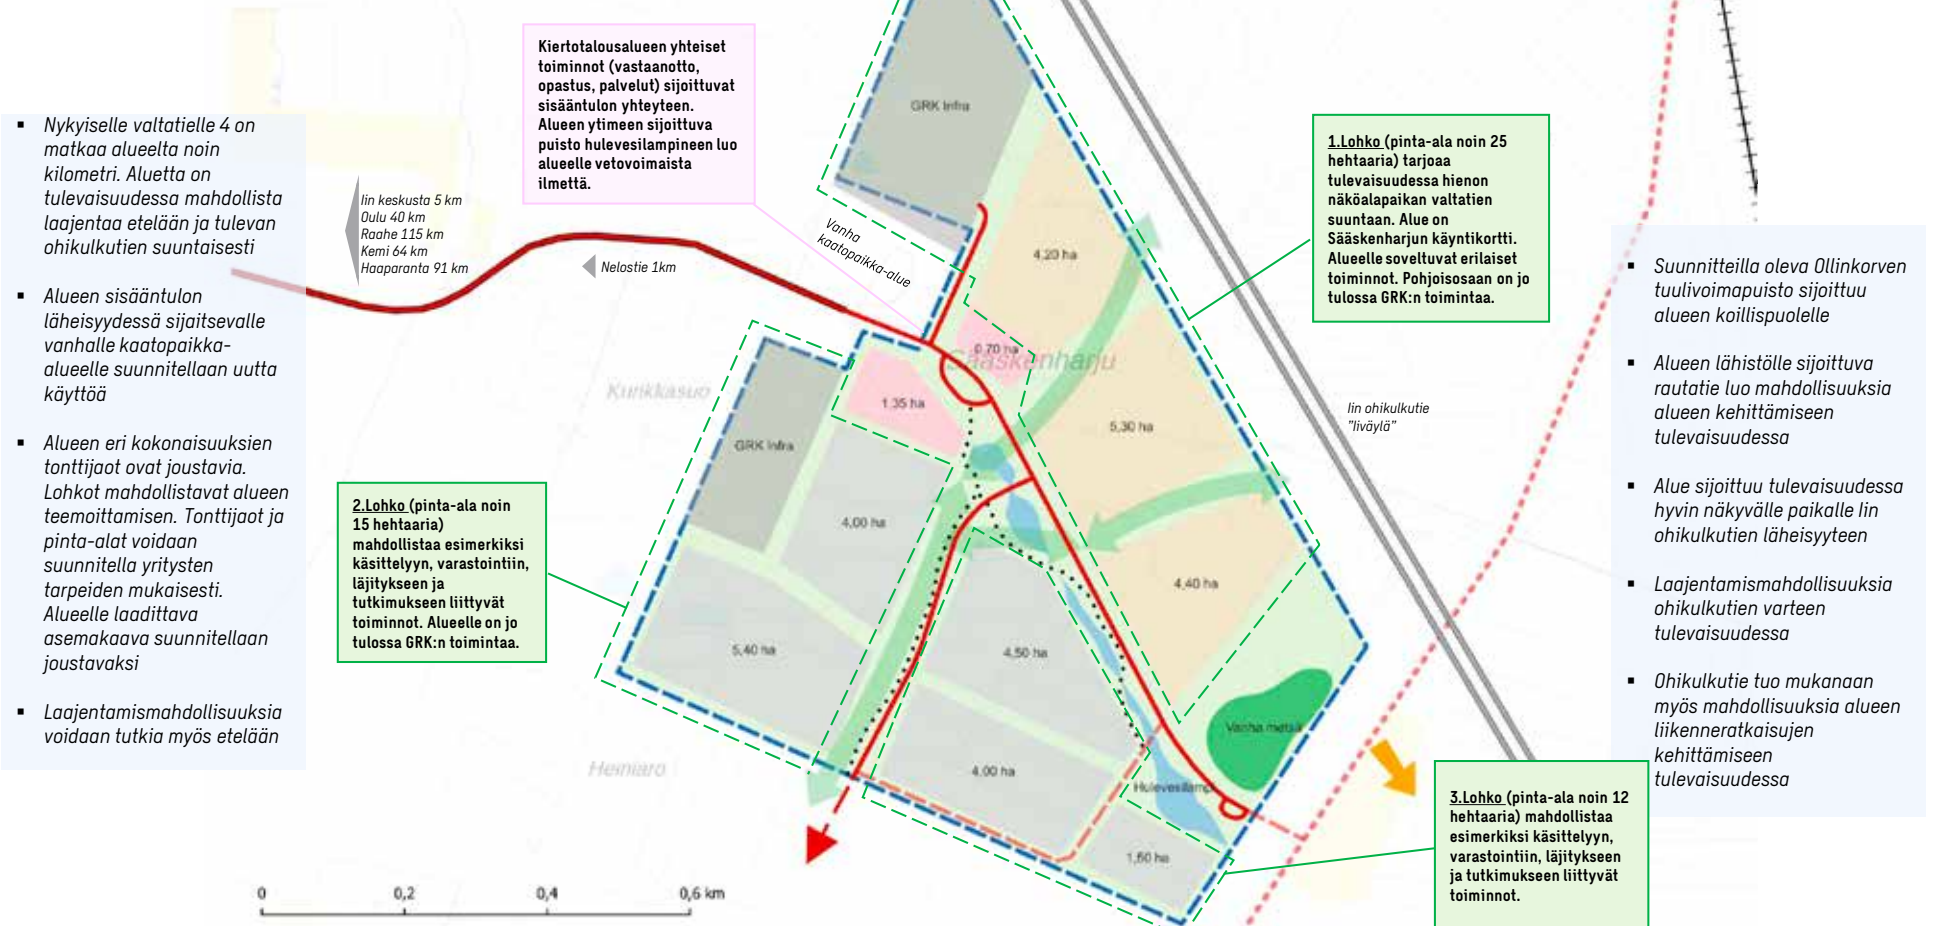 ▪ Nykyiselle valtatielle 4 on
matkaa alueelta noin
kilometri. Aluetta on
tulevaisuudessa mahdollista
laajentaa etelään ja tulevan
ohikulkutien suuntaisesti
▪ Alueen sisääntulon
läheisyydessä sijaitsevalle
vanhalle kaatopaikka-
alueelle suunnitellaan uutta
käyttöä
▪ Alueen eri kokonaisuuksien
tonttijaot ovat joustavia.
Lohkot mahdollistavat alueen
teemoittamisen. Tonttijaot ja
pinta-alat voidaan
suunnitella yritysten
tarpeiden mukaisesti.
Alueelle laadittava
asemakaava suunnitellaan
joustavaksi
▪ Laajentamismahdollisuuksia
voidaan tutkia myös etelään
Iin keskusta 5 km
Oulu 40 km
Raahe 115 km
Kemi 64 km
Haaparanta 91 km
Nelostie 1km
Kiertotalousalueen yhteiset
toiminnot (vastaanotto,
opastus, palvelut) sijoittuvat
sisääntulon yhteyteen.
Alueen ytimeen sijoittuva
puisto hulevesilampineen luo
alueelle vetovoimaista
ilmettä.
Vanha
kaatopaikka-alue
GRK Infra
4,20 ha
0,70 ha
Sääskenharju
Kurikkasuo
1,35 ha
5,30 ha
GRK Infra
4,00 ha
4,40 ha
5,40 ha
4,50 ha
Vanha metsä
Heiniaro
4,00 ha
Hulevesilampi
1,50 ha
Iin ohikulkutie
"Iiväylä"
1.Lohko (pinta-ala noin 25
hehtaaria) tarjoaa
tulevaisuudessa hienon
näköalapaikan valtatien
suuntaan. Alue on
Sääskenharjun käyntikortti.
Alueelle soveltuvat erilaiset
toiminnot. Pohjoisosaan on jo
tulossa GRK:n toimintaa.
2.Lohko (pinta-ala noin
15 hehtaaria)
mahdollistaa esimerkiksi
käsittelyyn, varastointiin,
läjitykseen ja
tutkimukseen liittyvät
toiminnot. Alueelle on jo
tulossa GRK:n toimintaa.
3.Lohko (pinta-ala noin 12
hehtaaria) mahdollistaa
esimerkiksi käsittelyyn,
varastointiin, läjitykseen
ja tutkimukseen liittyvät
toiminnot.
▪ Suunnitteilla oleva Ollinkorven
tuulivoimapuisto sijoittuu
alueen koillispuolelle
▪ Alueen lähistölle sijoittuva
rautatie luo mahdollisuuksia
alueen kehittämiseen
tulevaisuudessa
▪ Alue sijoittuu tulevaisuudessa
hyvin näkyvälle paikalle Iin
ohikulkutien läheisyyteen
▪ Laajentamismahdollisuuksia
ohikulkutien varteen
tulevaisuudessa
▪ Ohikulkutie tuo mukanaan
myös mahdollisuuksia alueen
liikenneratkaisujen
kehittämiseen
tulevaisuudessa
0 0,2 0,4 0,6 km